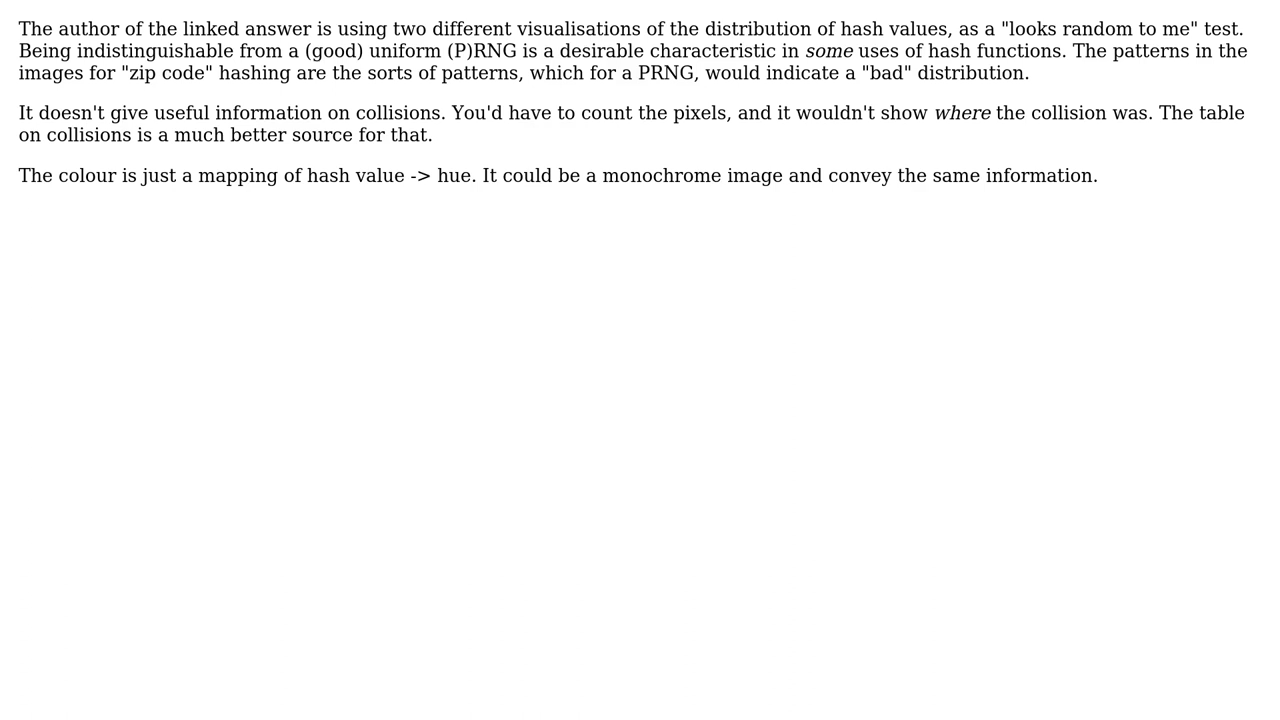 The author of the linked answer is using two different visualisations of the distribution of hash values, as a "looks random to me" test.
Being indistinguishable from a (good) uniform (P)RNG is a desirable characteristic in some uses of hash functions. The patterns in the
images for "zip code" hashing are the sorts of patterns, which for a PRNG, would indicate a "bad" distribution.
It doesn't give useful information on collisions. You'd have to count the pixels, and it wouldn't show where the collision was. The table
on collisions is a much better source for that.
The colour is just a mapping of hash value -> hue. It could be a monochrome image and convey the same information.